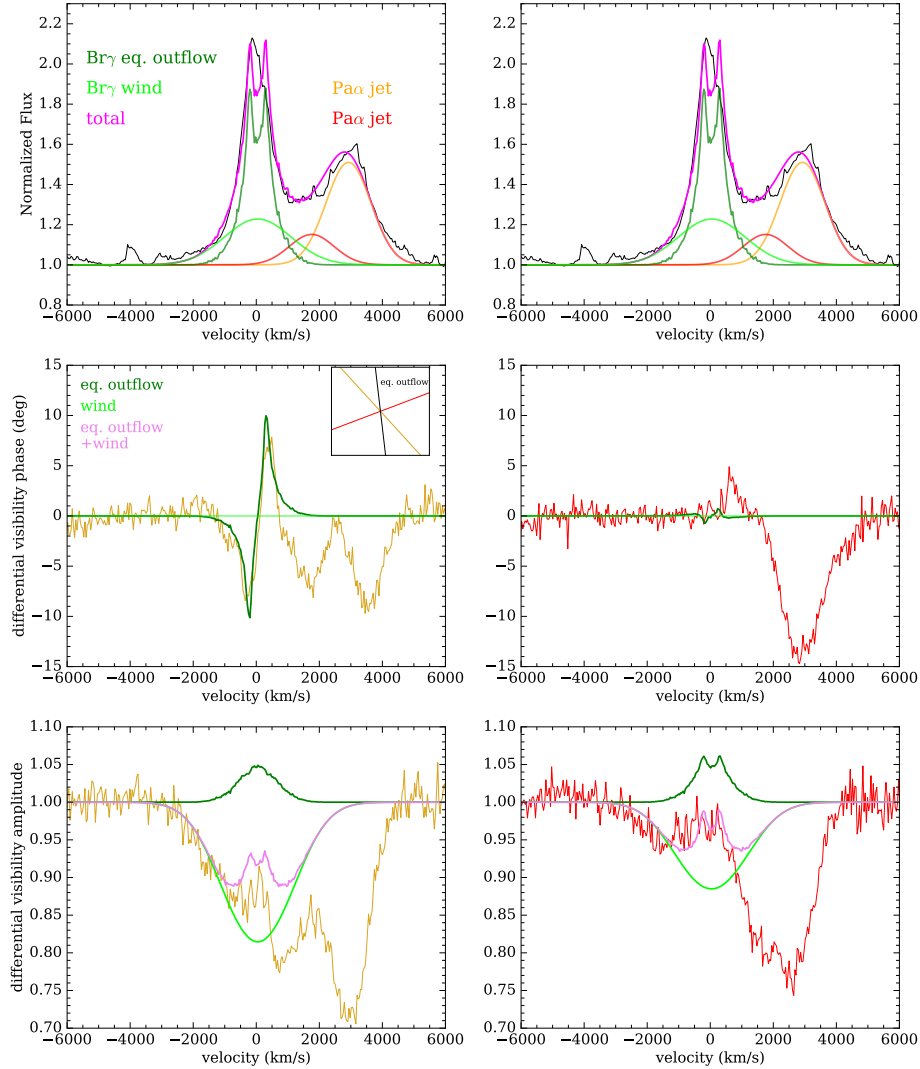 2.2
2.0
1.8
1.6
1.4
1.2
1.0
0.8
Normalized Flux
Brγ eq. outflow
Brγ wind
total
Paα jet
Paα jet
−6000 −4000 −2000 0 2000 4000 6000
velocity (km/s)
−6000 −4000 −2000 0 2000 4000 6000
velocity (km/s)
15
10
5
0
−5
−10
−15
differential visibility phase (deg)
eq. outflow
wind
eq. outflow
+wind
eq. outflow
−6000 −4000 −2000 0 2000 4000 6000
velocity (km/s)
15
10
5
0
−5
−10
−15
−6000 −4000 −2000 0 2000 4000 6000
velocity (km/s)
1.10
1.05
1.00
0.95
0.90
0.85
0.80
0.75
0.70
differential visibility amplitude
−6000 −4000 −2000 0 2000 4000 6000
velocity (km/s)
1.10
1.05
1.00
0.95
0.90
0.85
0.80
0.75
0.70
−6000 −4000 −2000 0 2000 4000 6000
velocity (km/s)
2.2
2.0
1.8
1.6
1.4
1.2
1.0
0.8